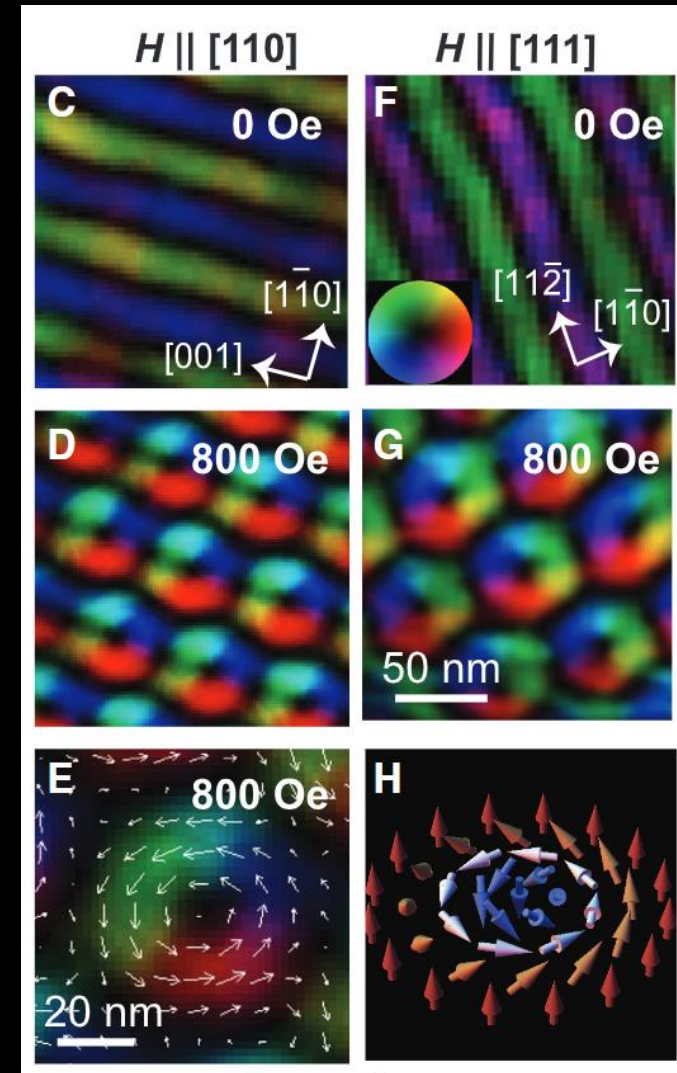 H || [110]
H || [111]
C
0 Oe
[11̅0]
[001]
F
0 Oe
[112̅]
[11̅0]
D
800 Oe
G
800 Oe
50 nm
E
800 Oe
20 nm
H